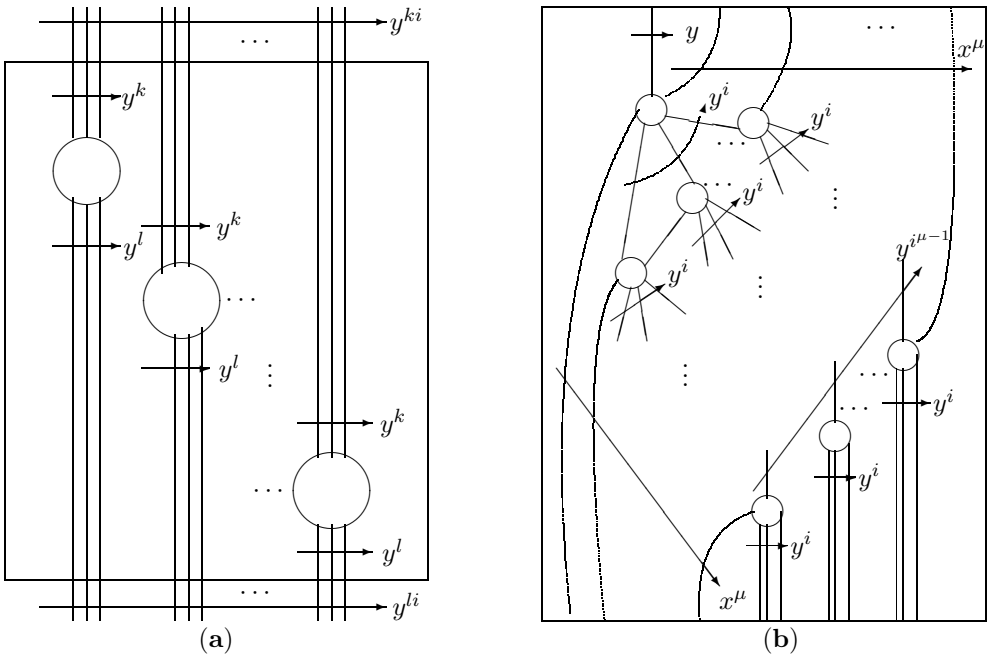 y^{ki}
...
y^k
y^l
y^k
...
y^l
⋮
y^k
...
y^l
...
y^{li}
(a)
y
...
x^μ
y^i
y^i
...
...
y^i
⋮
y^{i^{μ-1}}
y^i
⋮
⋮
...
y^i
...
y^i
y^i
x^μ
(b)